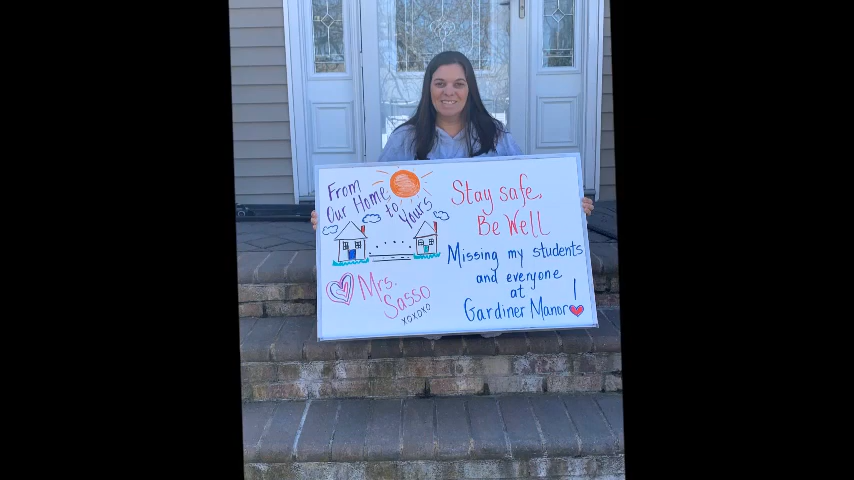 From
Our Home
to
Yours
Mrs.
Sasso
xoxoxo
Stay safe,
Be Well
Missing my students
and everyone
at
Gardiner Manor!